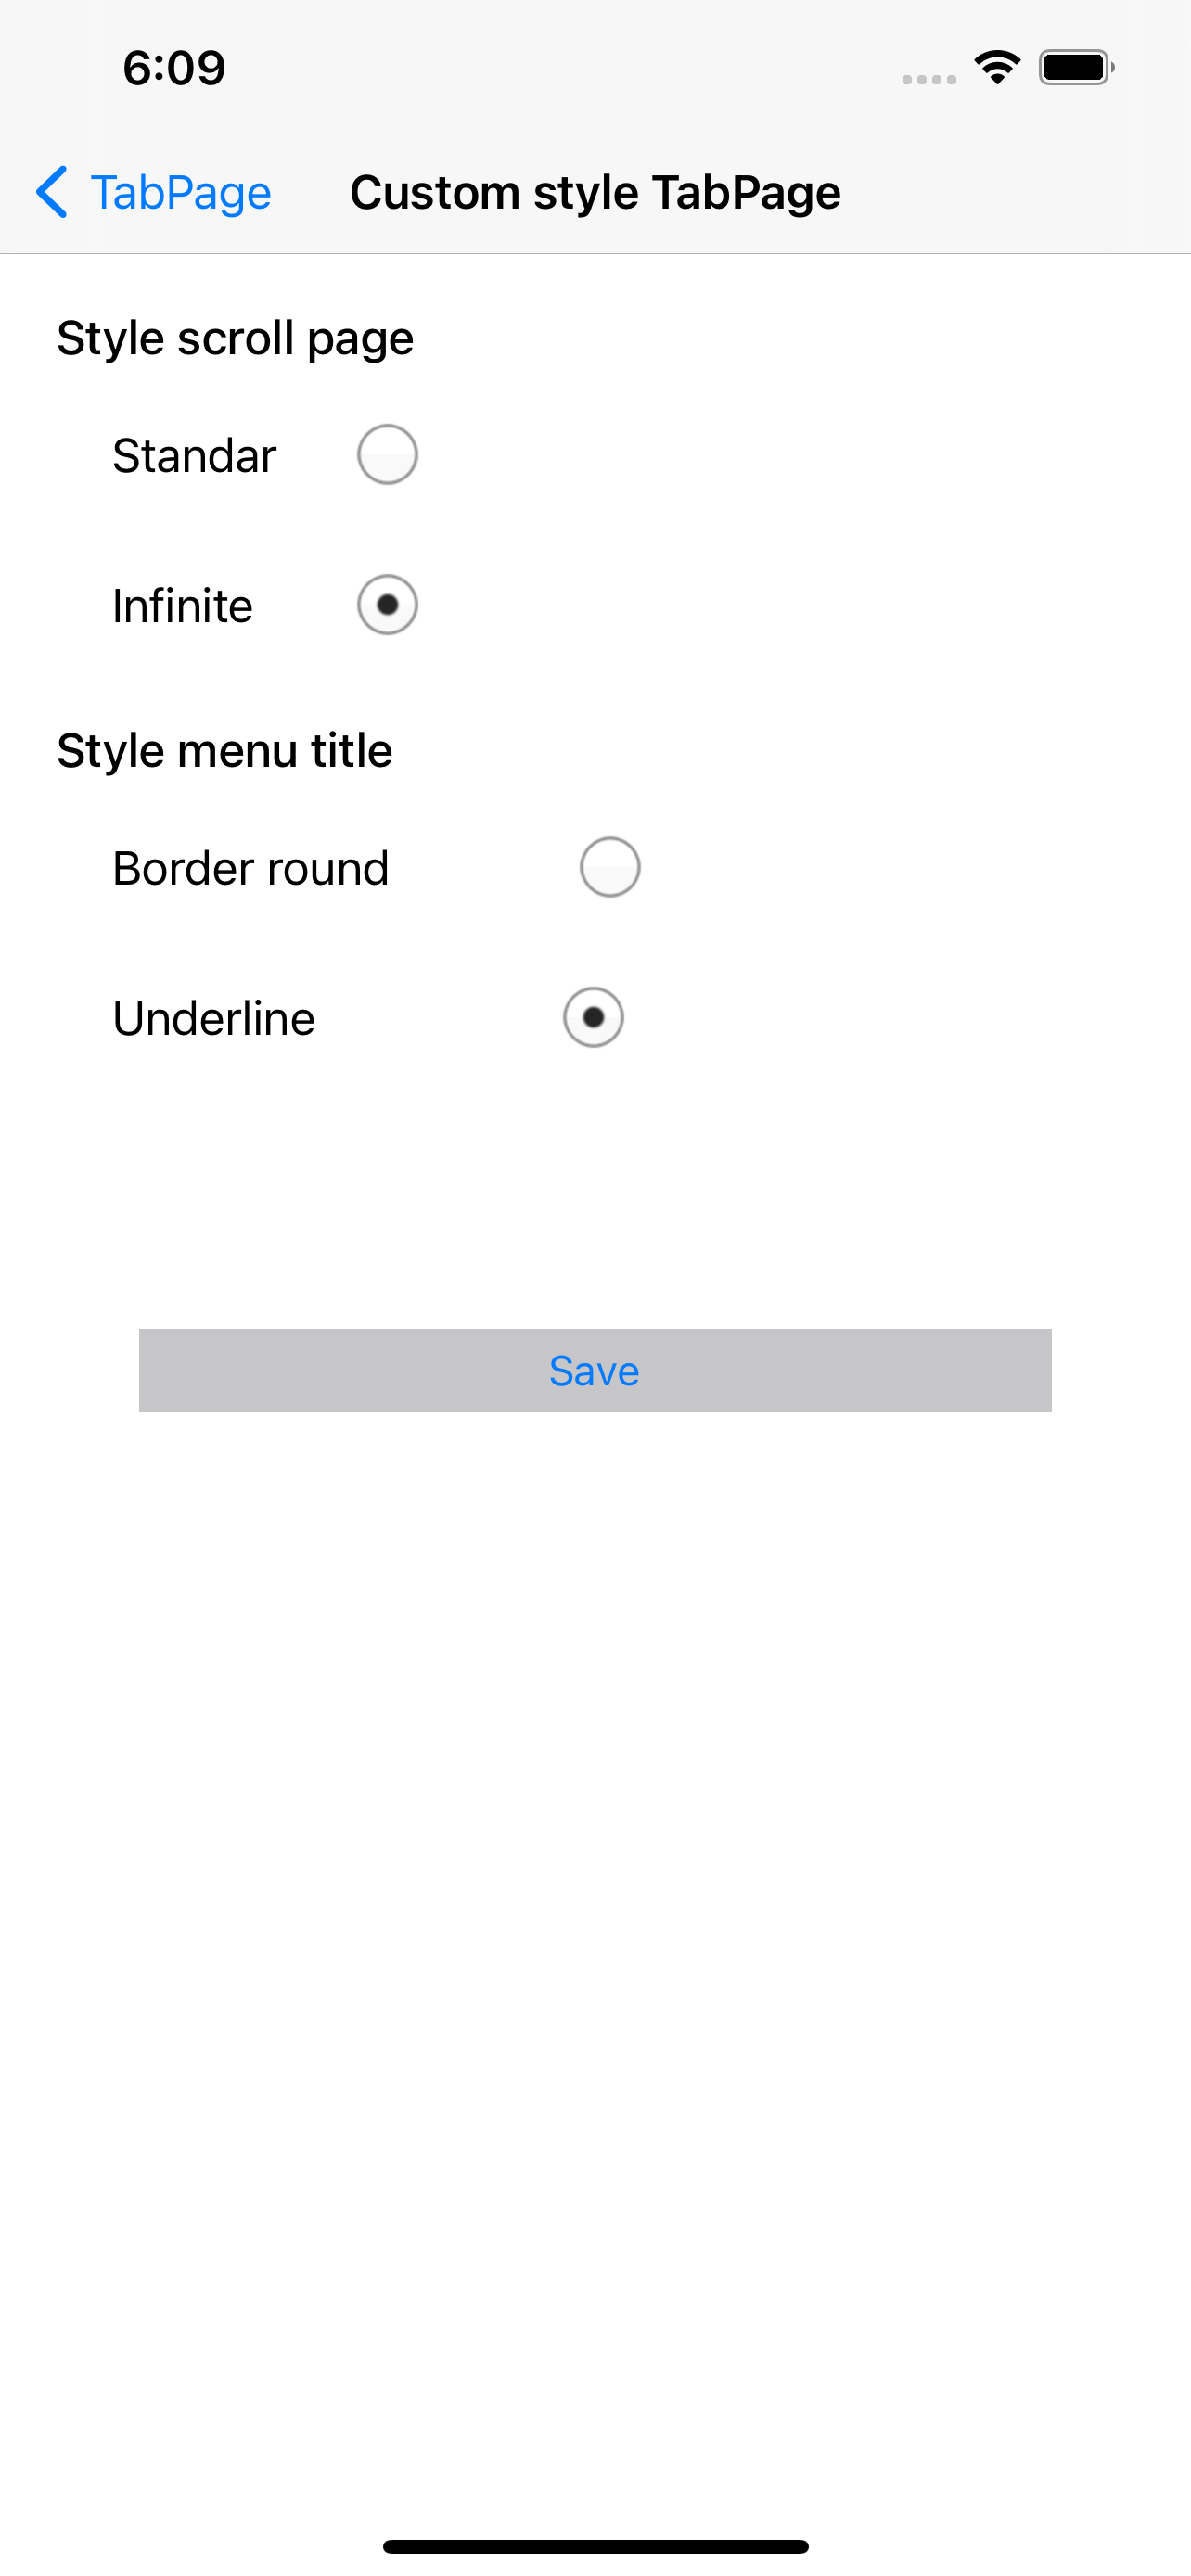 6:09
TabPage
Custom style TabPage
Style scroll page
Standar
Infinite
Style menu title
Border round
Underline
Save